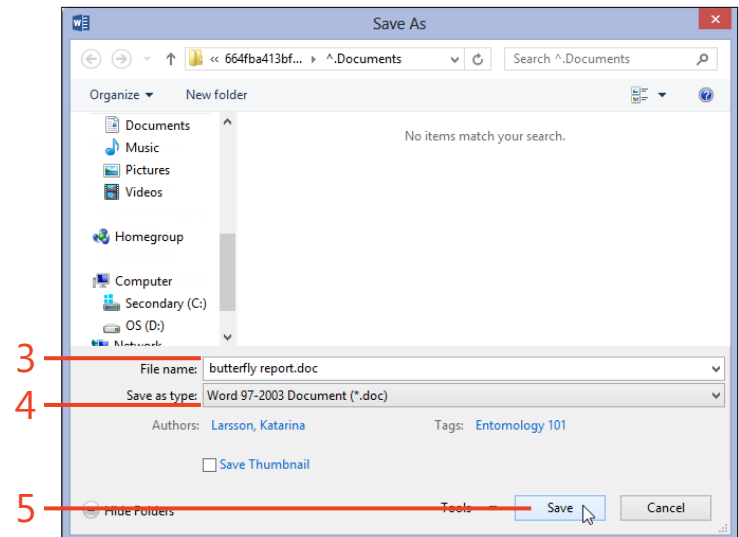 Save As
« 664fba413bf... ^.Documents
Search ^.Documents
Organize New folder
Documents
Music
Pictures
Videos
Homegroup
Computer
Secondary (C:)
OS (D:)
Network
No items match your search.
3
File name: butterfly report.doc
4
Save as type: Word 97-2003 Document (*.doc)
Authors: Larsson, Katarina Tags: Entomology 101
Save Thumbnail
5
Hide Folders Tools Save Cancel